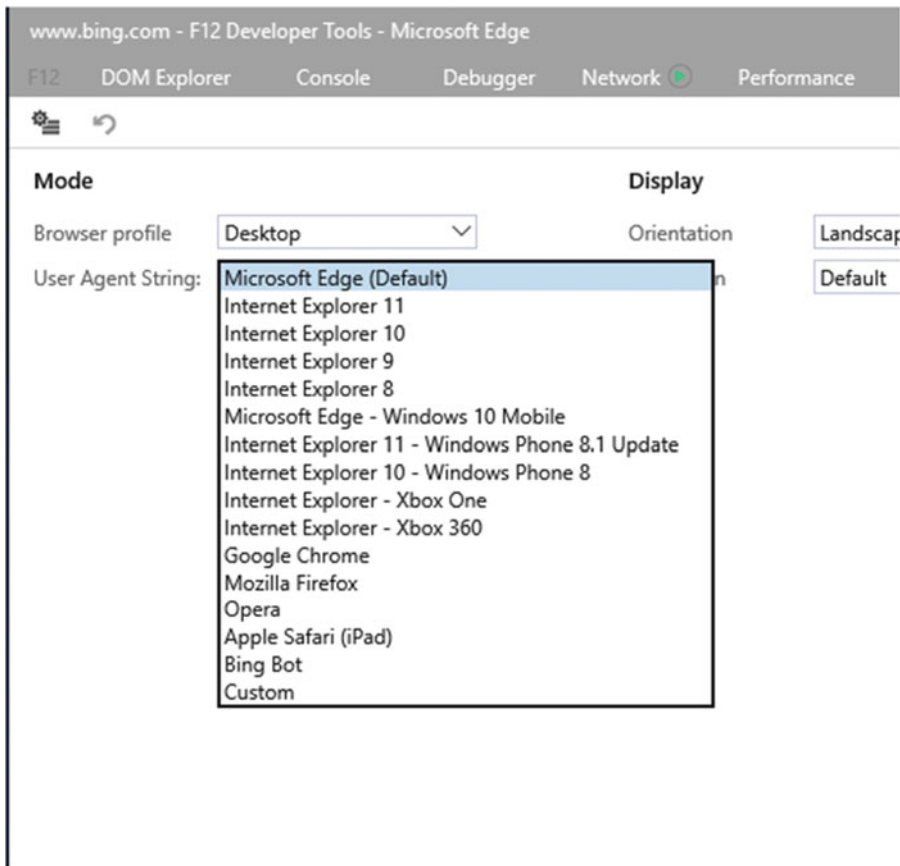 www.bing.com - F12 Developer Tools - Microsoft Edge
F12 DOM Explorer Console Debugger Network Performance
Mode Display
Browser profile Desktop Orientation
User Agent String: Microsoft Edge (Default) Default
Internet Explorer 11
Internet Explorer 10
Internet Explorer 9
Internet Explorer 8
Microsoft Edge - Windows 10 Mobile
Internet Explorer 11 - Windows Phone 8.1 Update
Internet Explorer 10 - Windows Phone 8
Internet Explorer - Xbox One
Internet Explorer - Xbox 360
Google Chrome
Mozilla Firefox
Opera
Apple Safari (iPad)
Bing Bot
Custom